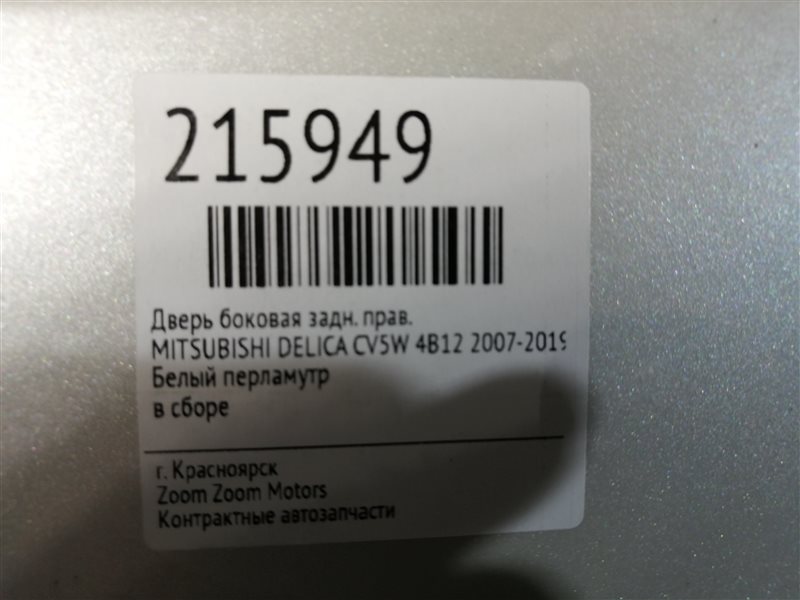 215949
Дверь боковая задн. прав.
MITSUBISHI DELICA CV5W 4B12 2007-2019
Белый перламутр
в сборе
г. Красноярск
Zoom Zoom Motors
Контрактные автозапчасти